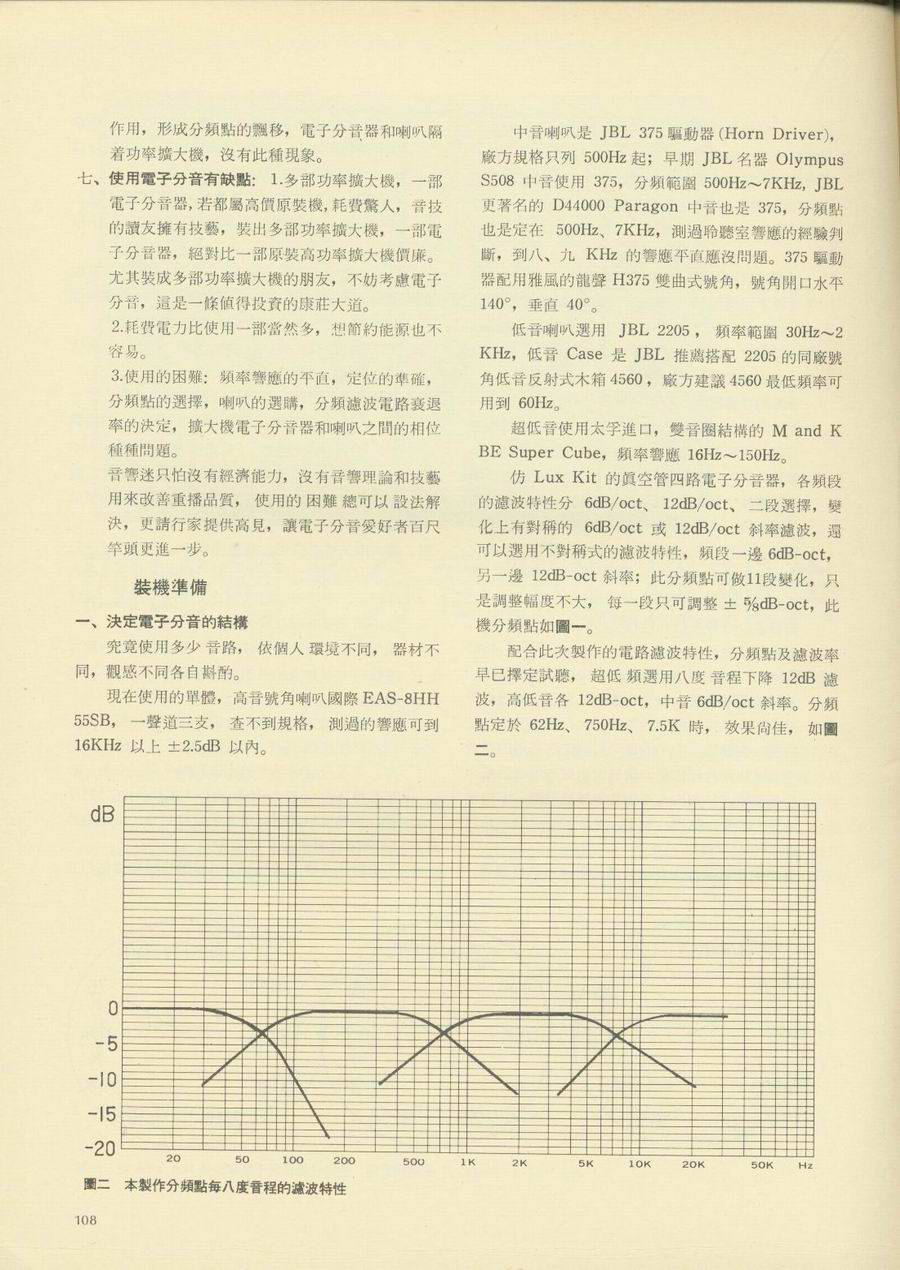 作用，形成分頻點的飄移，電子分音器和喇叭隔
着功率擴大機，沒有此種現象。
七、使用電子分音有缺點：1.多部功率擴大機，一部
電子分音器,若都屬高價原裝機,耗費驚人，音技
的讀友擁有技藝，裝出多部功率擴大機，一部電
子分音器，絕對比一部原裝高功率擴大機價廉。
尤其裝成多部功率擴大機的朋友，不妨考慮電子
分音，這是一條値得投資的康莊大道。
2.耗費電力比使用一部當然多，想節約能源也不
容易。
3.使用的困難：頻率響應的平直，定位的準確，
分頻點的選擇，喇叭的選購，分頻濾波電路衰退
率的決定，擴大機電子分音器和喇叭之間的相位
種種問題。
音響迷只怕沒有經濟能力，沒有音響理論和技藝
用來改善重播品質，使用的困難總可以設法解
決，更請行家提供高見，讓電子分音愛好者百尺
竿頭更進一步。
裝機準備
一、決定電子分音的結構
究竟使用多少音路，依個人環境不同，器材不
同，觀感不同各自斟酌。
現在使用的單體，高音號角喇叭國際 EAS-8HH
55SB，一聲道三支，查不到規格，測過的響應可到
16KHz 以上 ±2.5dB 以內。
中音喇叭是 JBL 375 驅動器 (Horn Driver)，
廠方規格只列 500Hz 起；早期 JBL 名器 Olympus
S508 中音使用 375，分頻範圍 500Hz～7KHz, JBL
更著名的 D44000 Paragon 中音也是 375，分頻點
也是定在 500Hz、7KHz，測過聆聽室響應的經驗判
斷，到八、九 KHz 的響應平直應沒問題。375 驅動
器配用雅風的龍聲 H375 雙曲式號角，號角開口水平
140°，垂直 40°。
低音喇叭選用 JBL 2205，頻率範圍 30Hz～2
KHz，低音 Case 是 JBL 推薦搭配 2205 的同廠號
角低音反射式木箱 4560，廠方建議 4560 最低頻率可
用到 60Hz。
超低音使用太孚進口，雙音圈結構的 M and K
BE Super Cube，頻率響應 16Hz～150Hz。
仿 Lux Kit 的眞空管四路電子分音器，各頻段
的濾波特性分 6dB/oct、12dB/oct、二段選擇，變
化上有對稱的 6dB/oct 或 12dB/oct 斜率濾波，還
可以選用不對稱式的濾波特性，頻段一邊 6dB-oct，
另一邊 12dB-oct 斜率；此分頻點可做11段變化，只
是調整幅度不大，每一段只可調整 ± ⅝dB-oct，此
機分頻點如圖一。
配合此次製作的電路濾波特性，分頻點及濾波率
早已擇定試聽，超低頻選用八度音程下降 12dB 濾
波，高低音各 12dB-oct，中音 6dB/oct 斜率。分頻
點定於 62Hz、750Hz、7.5K 時，效果尙佳，如圖
二。
dB
0
-5
-10
-15
-20
20 50 100 200 500 1K 2K 5K 10K 20K 50K Hz
圖二 本製作分頻點每八度音程的濾波特性
108